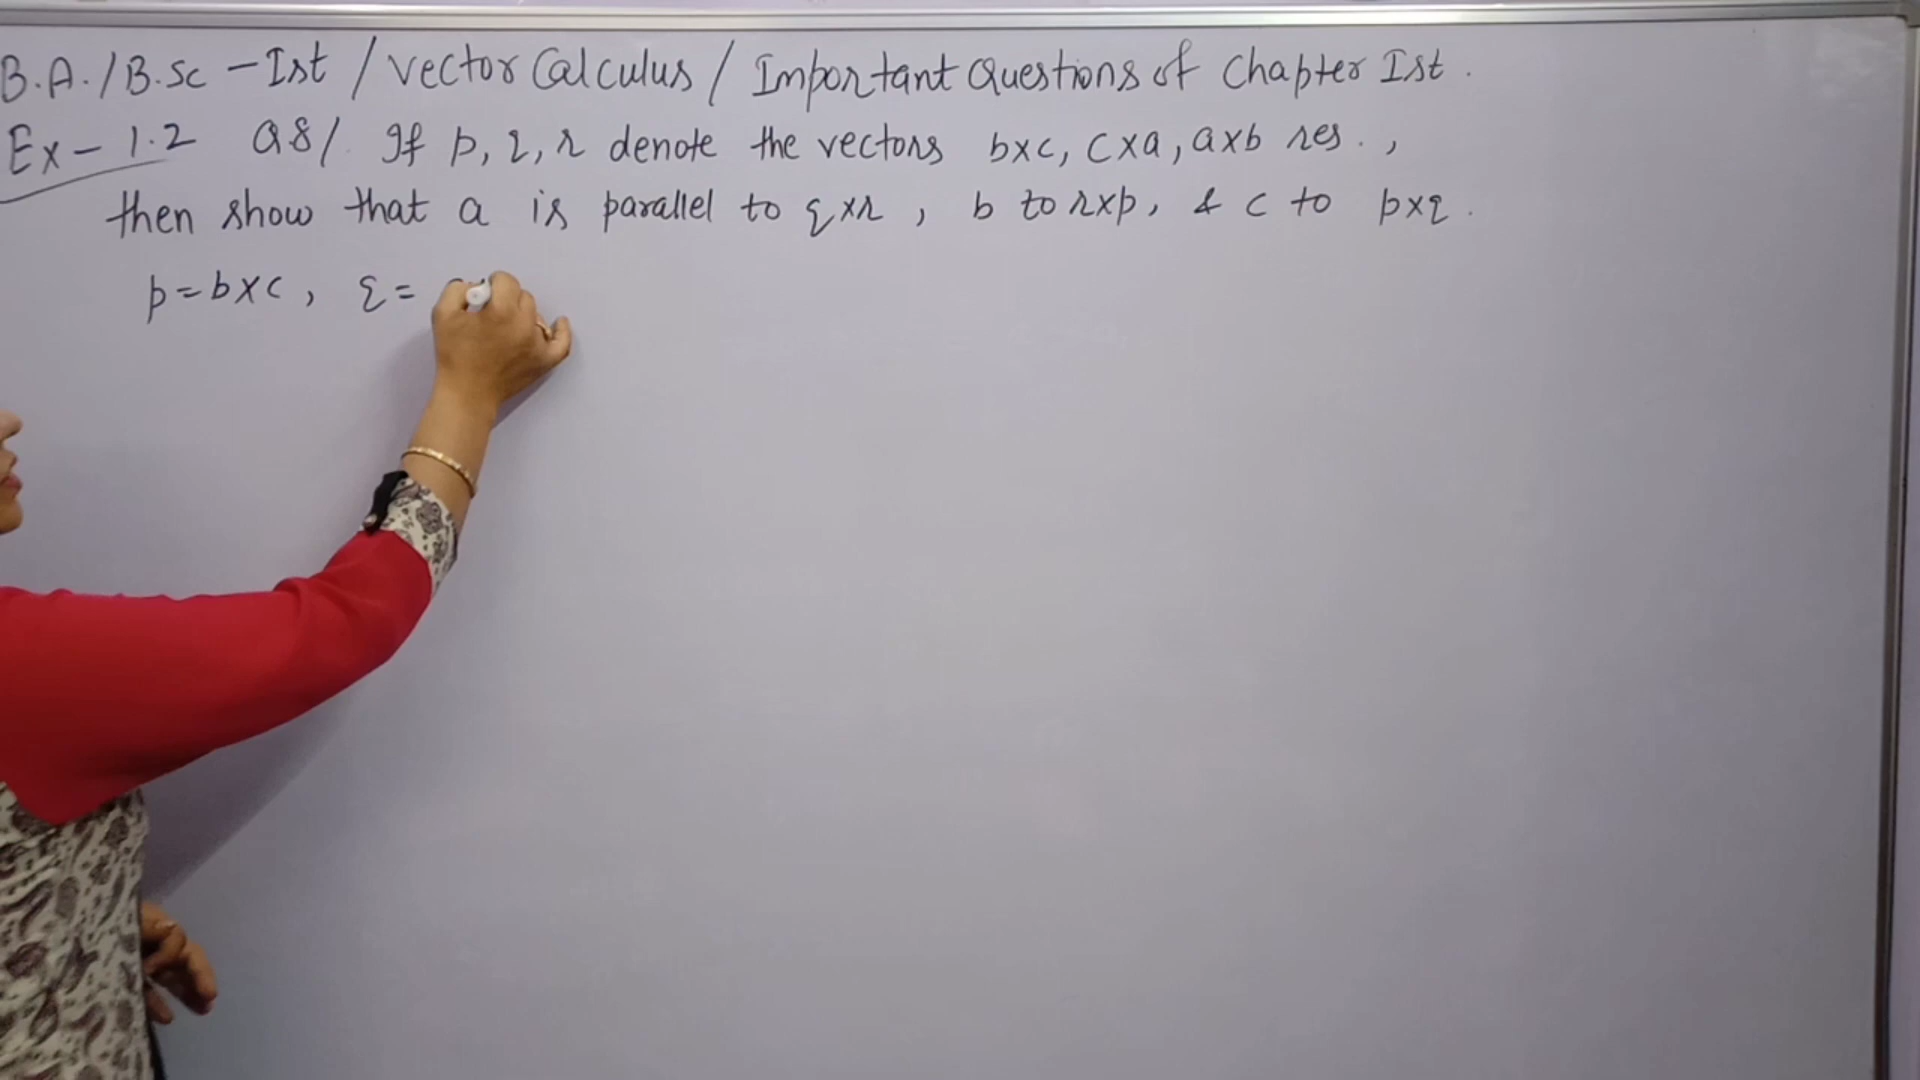 B.A./B.Sc - Ist / Vector Calculus / Important Questions of Chapter Ist.
Ex - 1.2 Q8/. If p, q, r denote the vectors b×c, c×a, a×b res.,
then show that a is parallel to q×r, b to r×p, & c to p×q.
p=b×c, q=